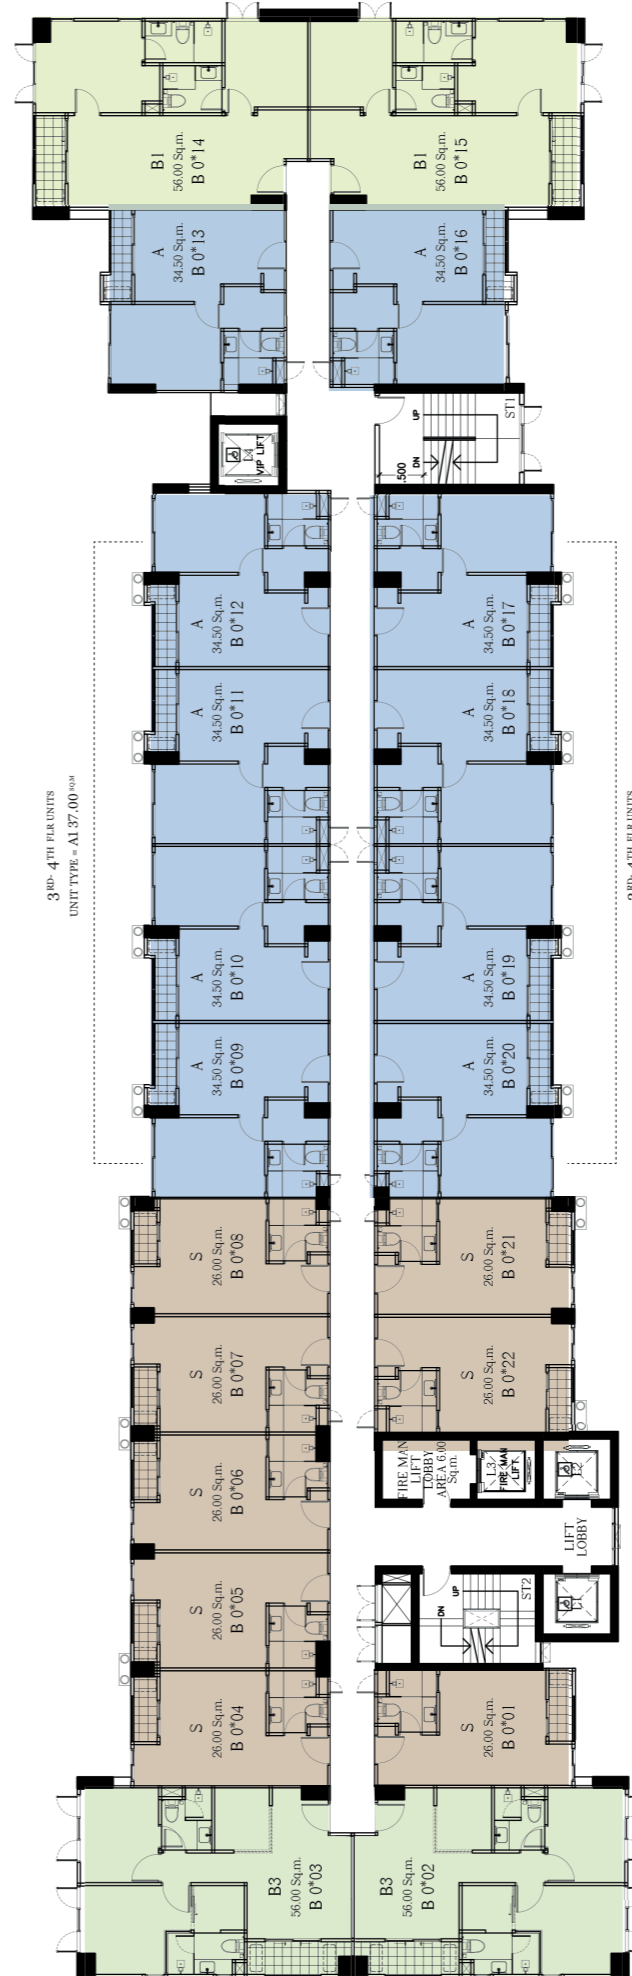 B1
56.00 Sq.m.
B 0*14
B1
56.00 Sq.m.
B 0*15
A
34.50 Sq.m.
B 0*13
A
34.50 Sq.m.
B 0*16
L4
VIP LIFT
UP
DN
.500
ST1
A
34.50 Sq.m.
B 0*12
A
34.50 Sq.m.
B 0*17
A
34.50 Sq.m.
B 0*11
A
34.50 Sq.m.
B 0*18
3RD- 4TH FLR UNITS
UNIT TYPE = A1 37.00 SQ.M
3RD- 4TH FLR UNITS
A
34.50 Sq.m.
B 0*10
A
34.50 Sq.m.
B 0*19
A
34.50 Sq.m.
B 0*09
A
34.50 Sq.m.
B 0*20
S
26.00 Sq.m.
B 0*08
S
26.00 Sq.m.
B 0*21
S
26.00 Sq.m.
B 0*07
S
26.00 Sq.m.
B 0*22
S
26.00 Sq.m.
B 0*06
FIRE MAN
LIFT
LOBBY
AREA 6.00
Sq.m.
L3
FIRE MAN
LIFT
L2
LIFT
LOBBY
S
26.00 Sq.m.
B 0*05
UP
DN
ST2
L1
S
26.00 Sq.m.
B 0*04
S
26.00 Sq.m.
B 0*01
B3
56.00 Sq.m.
B 0*03
B3
56.00 Sq.m.
B 0*02